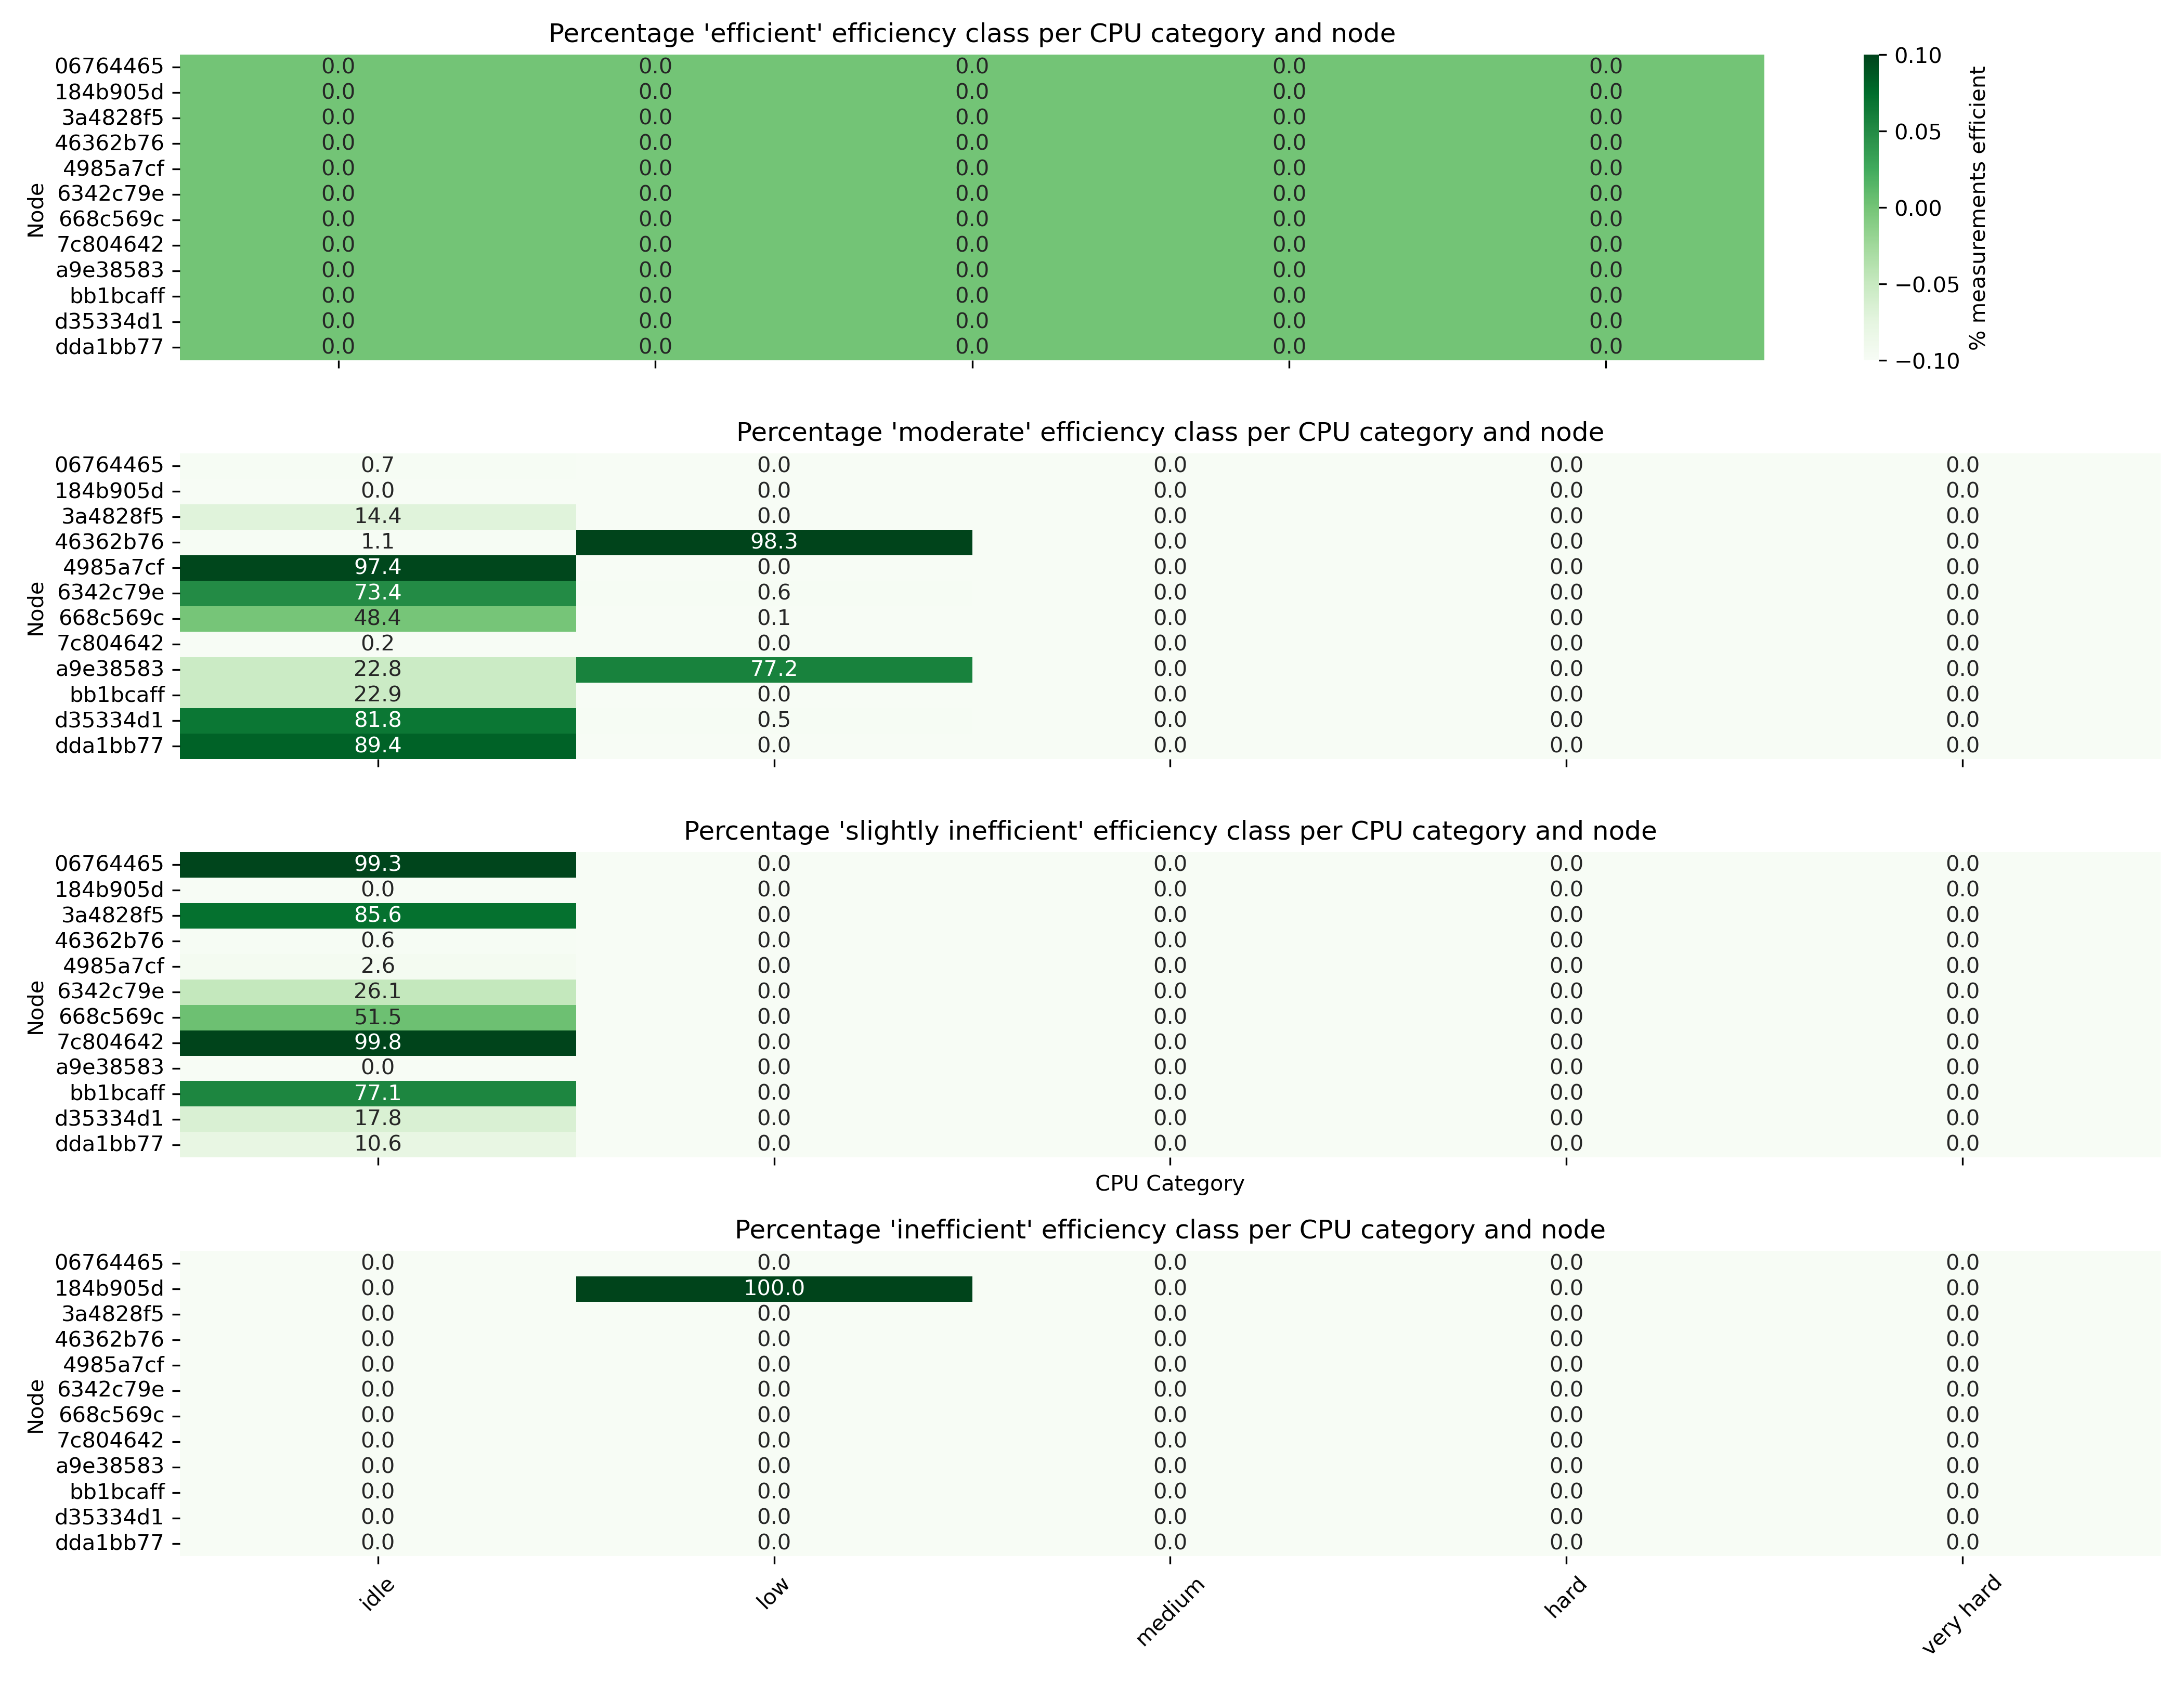 Percentage 'efficient' efficiency class per CPU category and node
Node
06764465 0.0 0.0 0.0 0.0 0.0
184b905d 0.0 0.0 0.0 0.0 0.0
3a4828f5 0.0 0.0 0.0 0.0 0.0
46362b76 0.0 0.0 0.0 0.0 0.0
4985a7cf 0.0 0.0 0.0 0.0 0.0
6342c79e 0.0 0.0 0.0 0.0 0.0
668c569c 0.0 0.0 0.0 0.0 0.0
7c804642 0.0 0.0 0.0 0.0 0.0
a9e38583 0.0 0.0 0.0 0.0 0.0
bb1bcaff 0.0 0.0 0.0 0.0 0.0
d35334d1 0.0 0.0 0.0 0.0 0.0
dda1bb77 0.0 0.0 0.0 0.0 0.0
0.10
0.05
0.00
−0.05
−0.10
% measurements efficient
Percentage 'moderate' efficiency class per CPU category and node
Node
06764465 0.7 0.0 0.0 0.0 0.0
184b905d 0.0 0.0 0.0 0.0 0.0
3a4828f5 14.4 0.0 0.0 0.0 0.0
46362b76 1.1 98.3 0.0 0.0 0.0
4985a7cf 97.4 0.0 0.0 0.0 0.0
6342c79e 73.4 0.6 0.0 0.0 0.0
668c569c 48.4 0.1 0.0 0.0 0.0
7c804642 0.2 0.0 0.0 0.0 0.0
a9e38583 22.8 77.2 0.0 0.0 0.0
bb1bcaff 22.9 0.0 0.0 0.0 0.0
d35334d1 81.8 0.5 0.0 0.0 0.0
dda1bb77 89.4 0.0 0.0 0.0 0.0
Percentage 'slightly inefficient' efficiency class per CPU category and node
Node
06764465 99.3 0.0 0.0 0.0 0.0
184b905d 0.0 0.0 0.0 0.0 0.0
3a4828f5 85.6 0.0 0.0 0.0 0.0
46362b76 0.6 0.0 0.0 0.0 0.0
4985a7cf 2.6 0.0 0.0 0.0 0.0
6342c79e 26.1 0.0 0.0 0.0 0.0
668c569c 51.5 0.0 0.0 0.0 0.0
7c804642 99.8 0.0 0.0 0.0 0.0
a9e38583 0.0 0.0 0.0 0.0 0.0
bb1bcaff 77.1 0.0 0.0 0.0 0.0
d35334d1 17.8 0.0 0.0 0.0 0.0
dda1bb77 10.6 0.0 0.0 0.0 0.0
CPU Category
Percentage 'inefficient' efficiency class per CPU category and node
Node
06764465 0.0 0.0 0.0 0.0 0.0
184b905d 0.0 100.0 0.0 0.0 0.0
3a4828f5 0.0 0.0 0.0 0.0 0.0
46362b76 0.0 0.0 0.0 0.0 0.0
4985a7cf 0.0 0.0 0.0 0.0 0.0
6342c79e 0.0 0.0 0.0 0.0 0.0
668c569c 0.0 0.0 0.0 0.0 0.0
7c804642 0.0 0.0 0.0 0.0 0.0
a9e38583 0.0 0.0 0.0 0.0 0.0
bb1bcaff 0.0 0.0 0.0 0.0 0.0
d35334d1 0.0 0.0 0.0 0.0 0.0
dda1bb77 0.0 0.0 0.0 0.0 0.0
idle low medium hard very hard